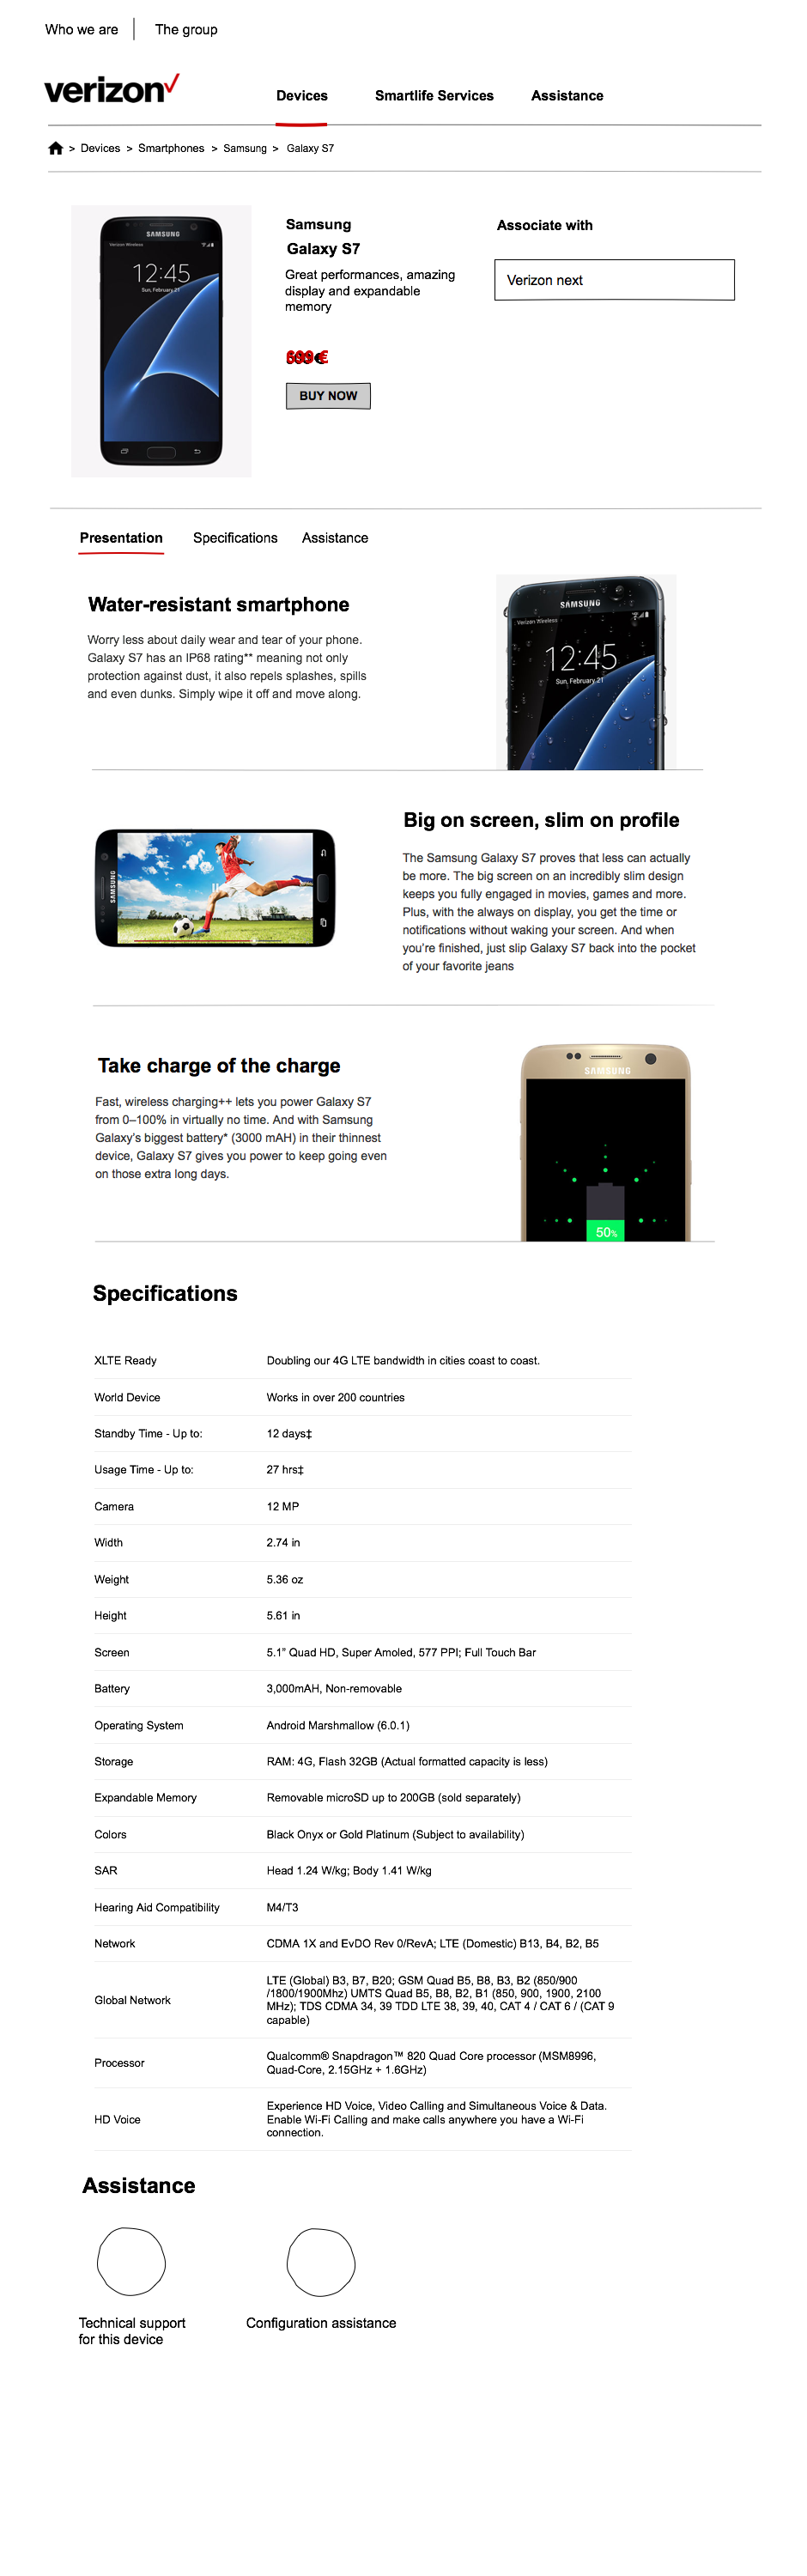 Who we are
The group
verizon
Devices
Smartlife Services
Assistance
> Devices > Smartphones > Samsung > Galaxy S7
SAMSUNG
Verizon Wireless
12:45
Sun, February 21
Samsung
Galaxy S7
Great performances, amazing
display and expandable
memory
€
BUY NOW
Associate with
Verizon next
Presentation
Specifications
Assistance
Water-resistant smartphone
Worry less about daily wear and tear of your phone.
Galaxy S7 has an IP68 rating** meaning not only
protection against dust, it also repels splashes, spills
and even dunks. Simply wipe it off and move along.
SAMSUNG
Verizon Wireless
12:45
SUN, FEBRUARY 21
SAMSUNG
Big on screen, slim on profile
The Samsung Galaxy S7 proves that less can actually
be more. The big screen on an incredibly slim design
keeps you fully engaged in movies, games and more.
Plus, with the always on display, you get the time or
notifications without waking your screen. And when
you're finished, just slip Galaxy S7 back into the pocket
of your favorite jeans
Take charge of the charge
Fast, wireless charging++ lets you power Galaxy S7
from 0–100% in virtually no time. And with Samsung
Galaxy's biggest battery* (3000 mAH) in their thinnest
device, Galaxy S7 gives you power to keep going even
on those extra long days.
SAMSUNG
50%
Specifications
XLTE Ready
Doubling our 4G LTE bandwidth in cities coast to coast.
World Device
Works in over 200 countries
Standby Time - Up to:
12 days‡
Usage Time - Up to:
27 hrs‡
Camera
12 MP
Width
2.74 in
Weight
5.36 oz
Height
5.61 in
Screen
5.1” Quad HD, Super Amoled, 577 PPI; Full Touch Bar
Battery
3,000mAH, Non-removable
Operating System
Android Marshmallow (6.0.1)
Storage
RAM: 4G, Flash 32GB (Actual formatted capacity is less)
Expandable Memory
Removable microSD up to 200GB (sold separately)
Colors
Black Onyx or Gold Platinum (Subject to availability)
SAR
Head 1.24 W/kg; Body 1.41 W/kg
Hearing Aid Compatibility
M4/T3
Network
CDMA 1X and EvDO Rev 0/RevA; LTE (Domestic) B13, B4, B2, B5
Global Network
LTE (Global) B3, B7, B20; GSM Quad B5, B8, B3, B2 (850/900
/1800/1900Mhz) UMTS Quad B5, B8, B2, B1 (850, 900, 1900, 2100
MHz); TDS CDMA 34, 39 TDD LTE 38, 39, 40, CAT 4 / CAT 6 / (CAT 9
capable)
Processor
Qualcomm® Snapdragon™ 820 Quad Core processor (MSM8996,
Quad-Core, 2.15GHz + 1.6GHz)
HD Voice
Experience HD Voice, Video Calling and Simultaneous Voice & Data.
Enable Wi-Fi Calling and make calls anywhere you have a Wi-Fi
connection.
Assistance
Technical support
for this device
Configuration assistance